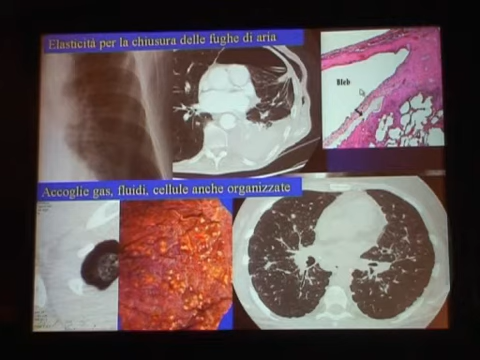 Elasticità per la chiusura delle fughe di aria
Bleb
Accoglie gas, fluidi, cellule anche organizzate